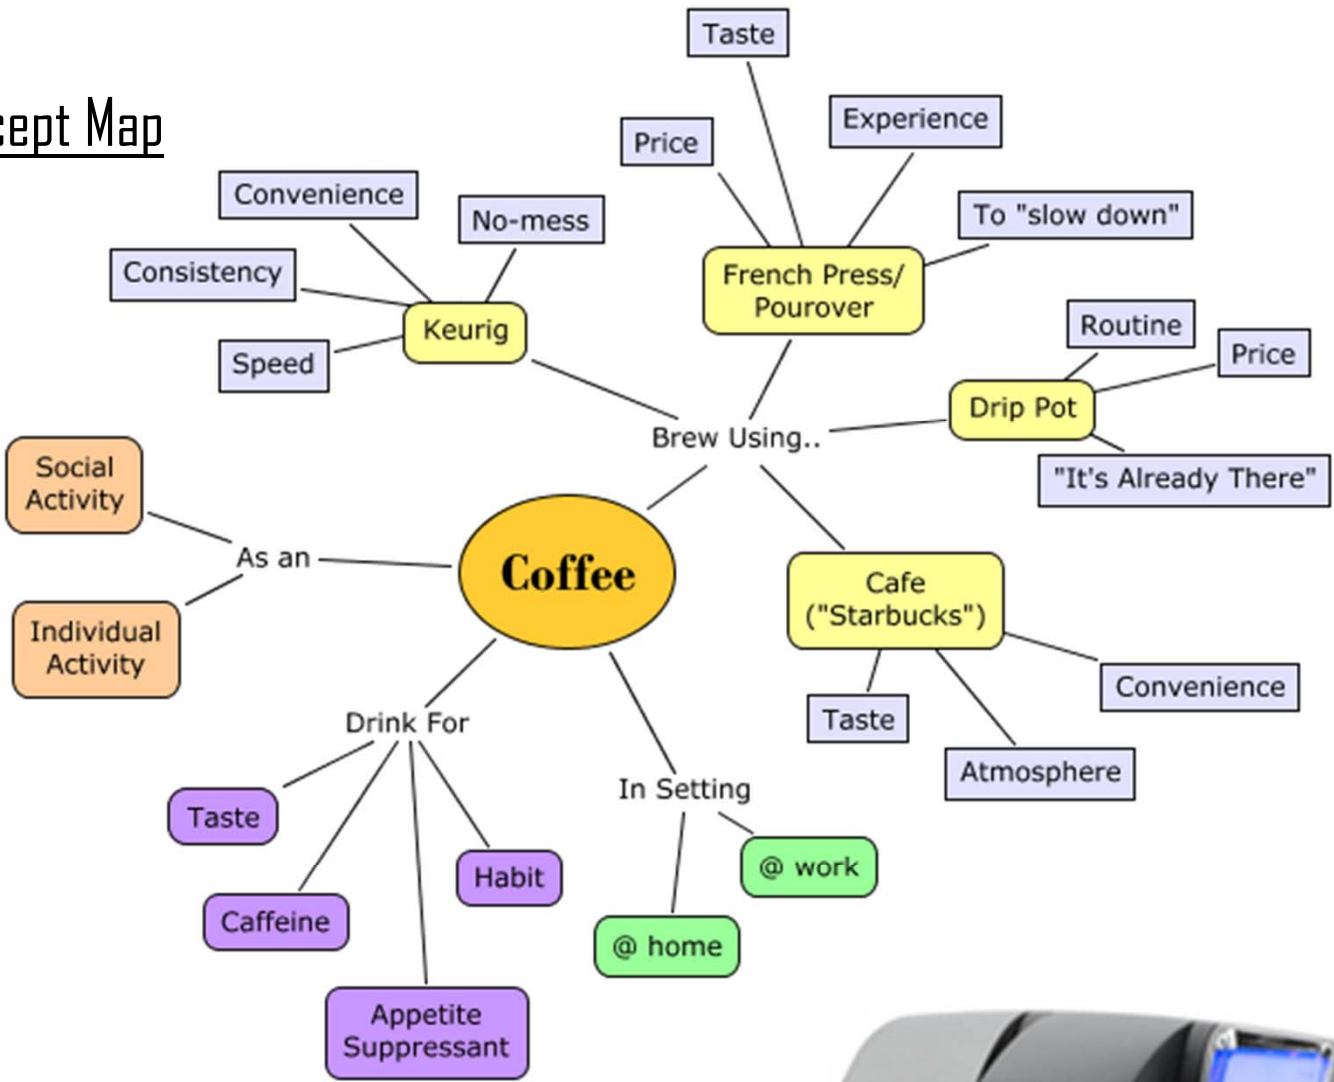 cept Map
Taste
Experience
Price
To "slow down"
French Press/
Pourover
Convenience
No-mess
Consistency
Speed
Keurig
Routine
Price
Drip Pot
"It's Already There"
Brew Using..
Social
Activity
As an
Individual
Activity
Coffee
Cafe
("Starbucks")
Convenience
Taste
Atmosphere
Drink For
Taste
Caffeine
Habit
Appetite
Suppressant
In Setting
@ work
@ home